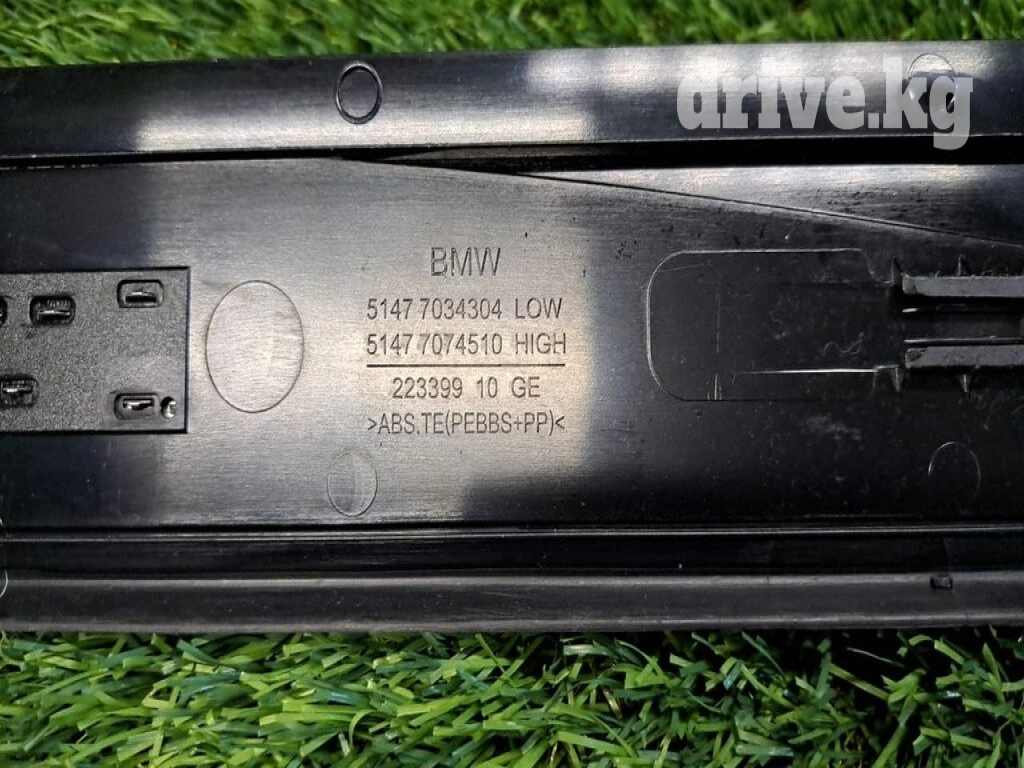 drive.kg
BMW
5147 7034304 LOW
5147 7074510 HIGH
223399 10 GE
>ABS,TE(PEBBS+PP)<